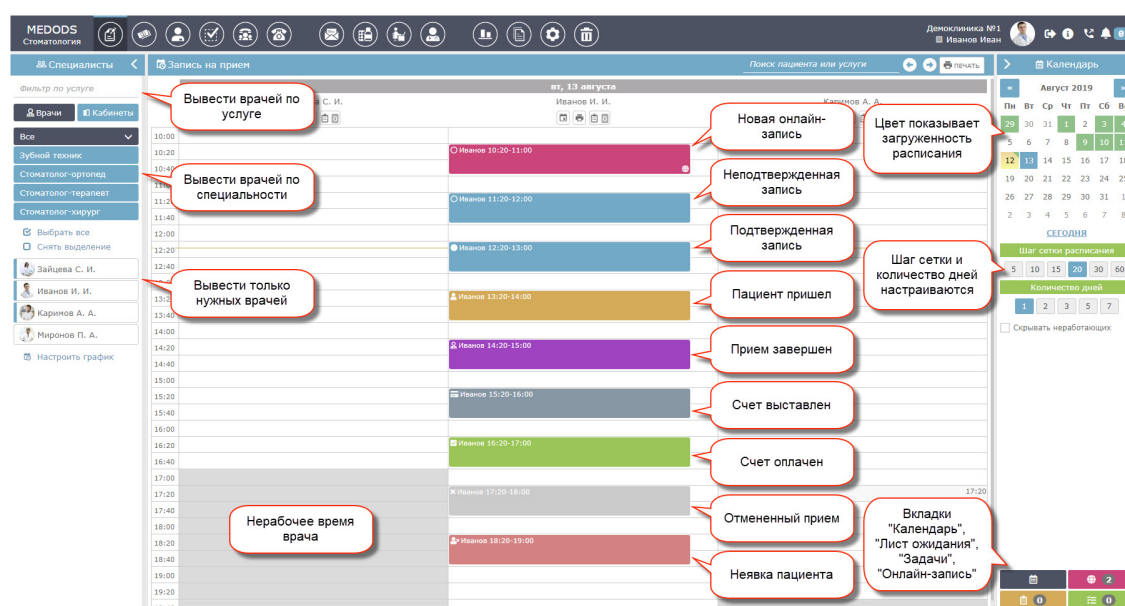 MEDODS
Стоматология
Демоклиника №1
Иванов Иван
Специалисты
Запись на прием
Поиск пациента или услуги
ПЕЧАТЬ
Календарь
Фильтр по услуге
Врачи
Кабинеты
Все
Зубной техник
Стоматолог-ортопед
Стоматолог-терапевт
Стоматолог-хирург
Выбрать все
Снять выделение
Зайцева С. И.
Иванов И. И.
Каримов А. А.
Миронов П. А.
Настроить график
вт, 13 августа
С. И.
Иванов И. И.
Каримов А. А.
10:00
10:20
10:40
11:20
11:40
12:00
12:20
12:40
13:20
13:40
14:00
14:20
14:40
15:00
15:20
15:40
16:00
16:20
16:40
17:00
17:20
17:40
18:00
18:20
18:40
19:00
19:20
Иванов 10:20-11:00
Иванов 11:20-12:00
Иванов 12:20-13:00
Иванов 13:20-14:00
Иванов 14:20-15:00
Иванов 15:20-16:00
Иванов 16:20-17:00
Иванов 17:20-18:00
Иванов 18:20-19:00
17:20
Вывести врачей по
услуге
Вывести врачей по
специальности
Вывести только
нужных врачей
Нерабочее время
врача
Новая онлайн-
запись
Неподтвержденная
запись
Подтвержденная
запись
Пациент пришел
Прием завершен
Счет выставлен
Счет оплачен
Отмененный прием
Неявка пациента
Цвет показывает
загруженность
расписания
Шаг сетки и
количество дней
настраиваются
Вкладки
"Календарь",
"Лист ожидания",
"Задачи",
"Онлайн-запись"
« Август 2019 »
Пн Вт Ср Чт Пт Сб
29 30 31 1 2 3 4
5 6 7 8 9 10
12 13 14 15 16 17
19 20 21 22 23 24 25
26 27 28 29 30 31 1
2 3 4 5 6 7 8
СЕГОДНЯ
Шаг сетки расписания
5 10 15 20 30 60
Количество дней
1 2 3 5 7
Скрывать неработающих
2
0 0